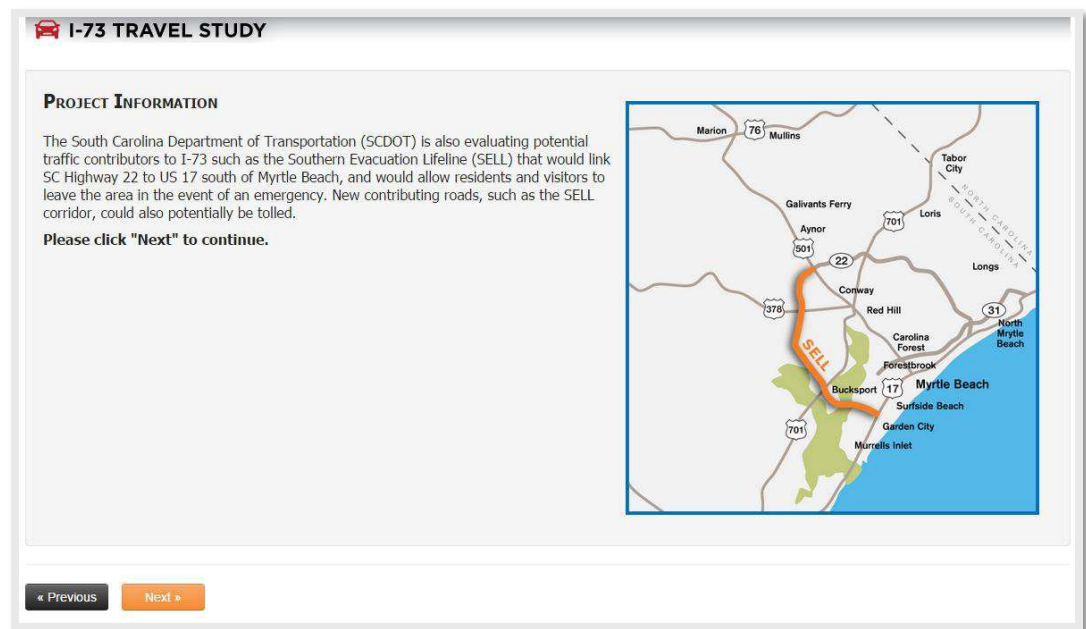 I-73 TRAVEL STUDY
PROJECT INFORMATION
The South Carolina Department of Transportation (SCDOT) is also evaluating potential
traffic contributors to I-73 such as the Southern Evacuation Lifeline (SELL) that would link
SC Highway 22 to US 17 south of Myrtle Beach, and would allow residents and visitors to
leave the area in the event of an emergency. New contributing roads, such as the SELL
corridor, could also potentially be tolled.
Please click "Next" to continue.
Marion
76
Mullins
Tabor
City
NORTH CAROLINA
SOUTH CAROLINA
Galivants Ferry
701
Loris
Aynor
501
22
Longs
Conway
378
Red Hill
31
North
Mrytle
Beach
Carolina
Forest
SELL
Forestbrook
Bucksport
17
Myrtle Beach
Surfside Beach
701
Garden City
Murrells Inlet
« Previous
Next »